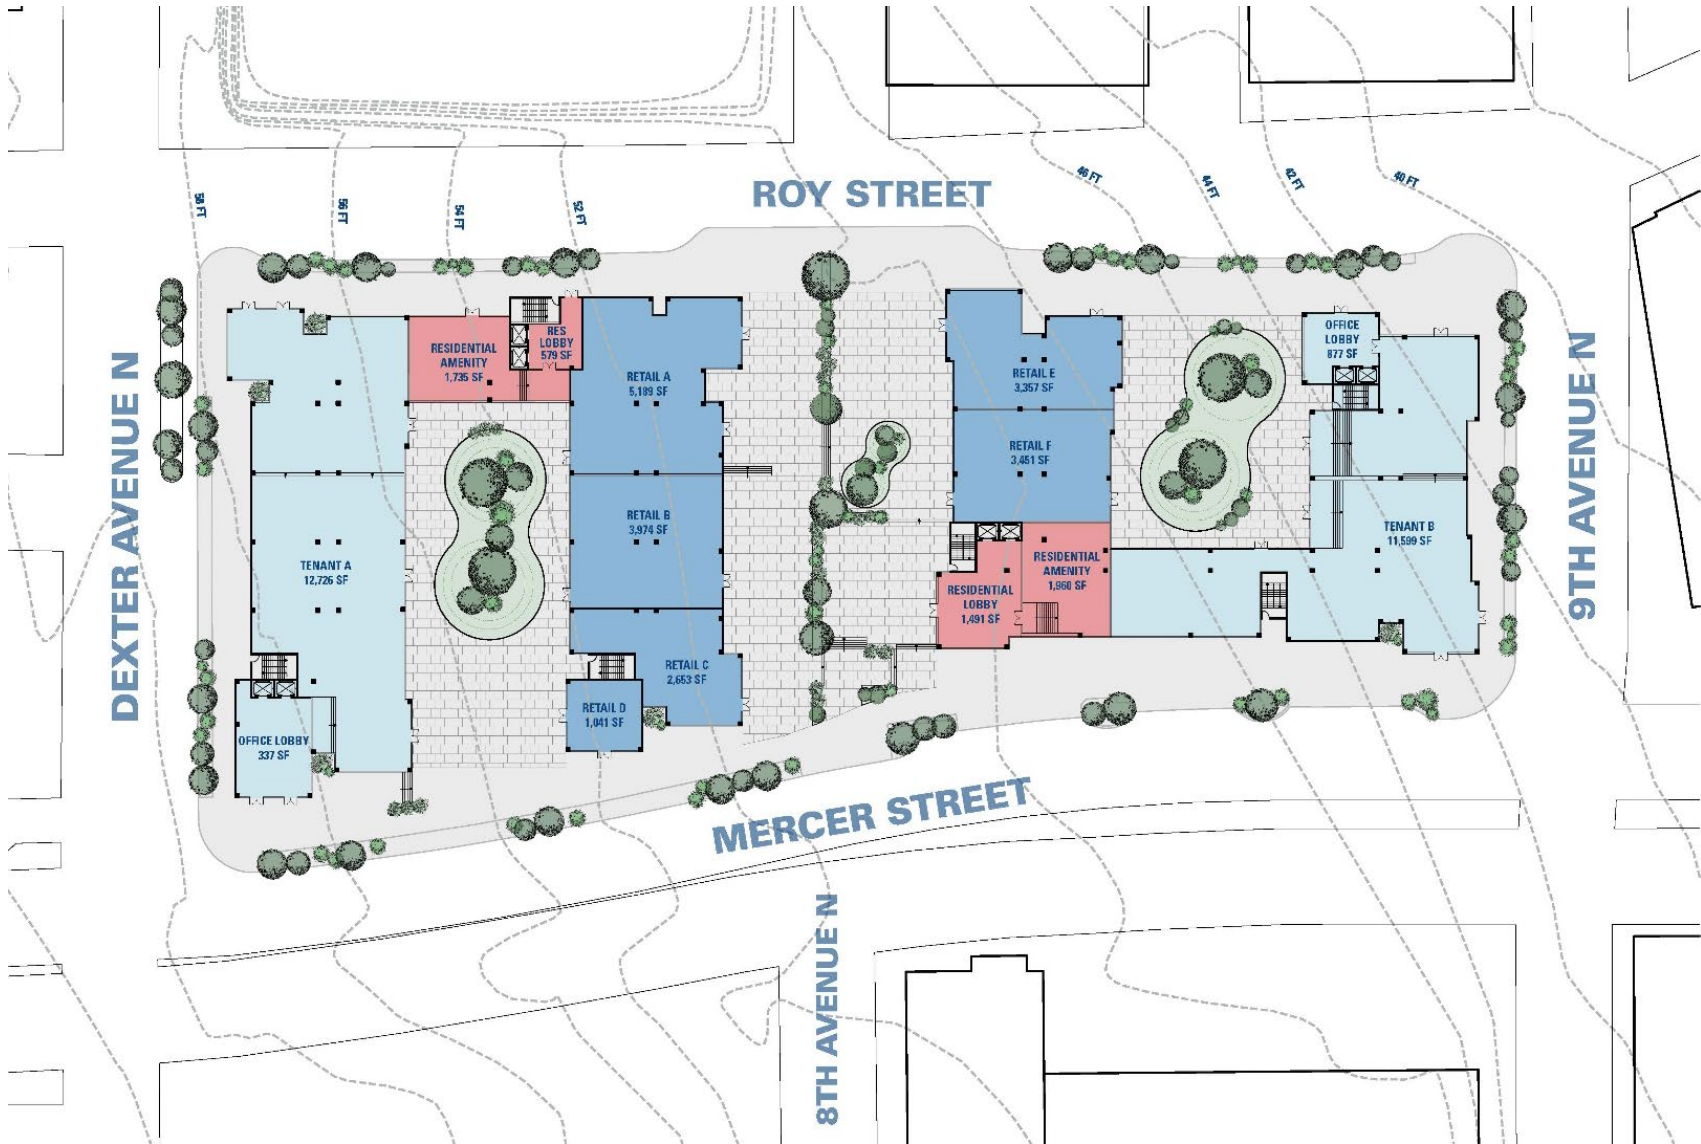 ROY STREET
58 FT
56 FT
54 FT
52 FT
46 FT
44 FT
42 FT
40 FT
DEXTER AVENUE N
9TH AVENUE N
MERCER STREET
8TH AVENUE N
RESIDENTIAL
AMENITY
1,735 SF
RES
LOBBY
579 SF
RETAIL A
5,189 SF
RETAIL B
3,974 SF
RETAIL C
2,653 SF
RETAIL D
1,041 SF
TENANT A
12,726 SF
OFFICE LOBBY
337 SF
RETAIL E
3,357 SF
RETAIL F
3,451 SF
RESIDENTIAL
AMENITY
1,960 SF
RESIDENTIAL
LOBBY
1,491 SF
OFFICE
LOBBY
877 SF
TENANT B
11,599 SF